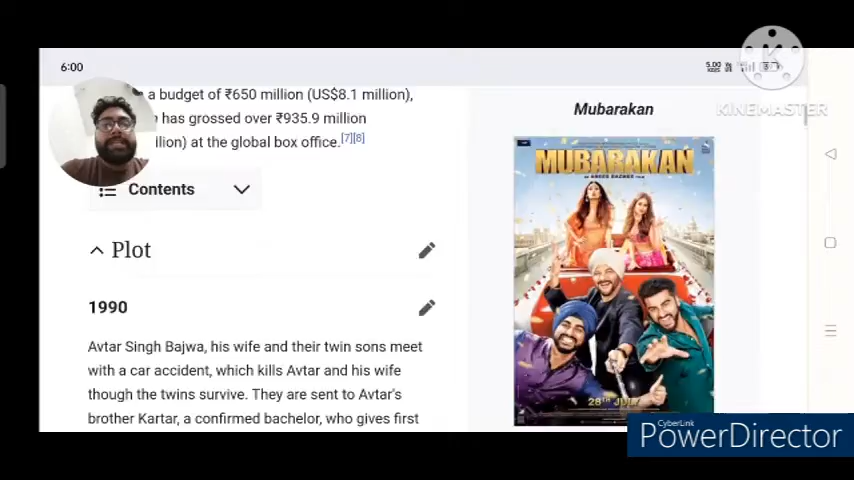 6:00
5.00
KINEMASTER
a budget of ₹650 million (US$8.1 million),
has grossed over ₹935.9 million
at the global box office.[7][8]
Contents
Plot
1990
Avtar Singh Bajwa, his wife and their twin sons meet
with a car accident, which kills Avtar and his wife
though the twins survive. They are sent to Avtar's
brother Kartar, a confirmed bachelor, who gives first
Mubarakan
MUBARAKAN
28TH JULY
CyberLink
PowerDirector